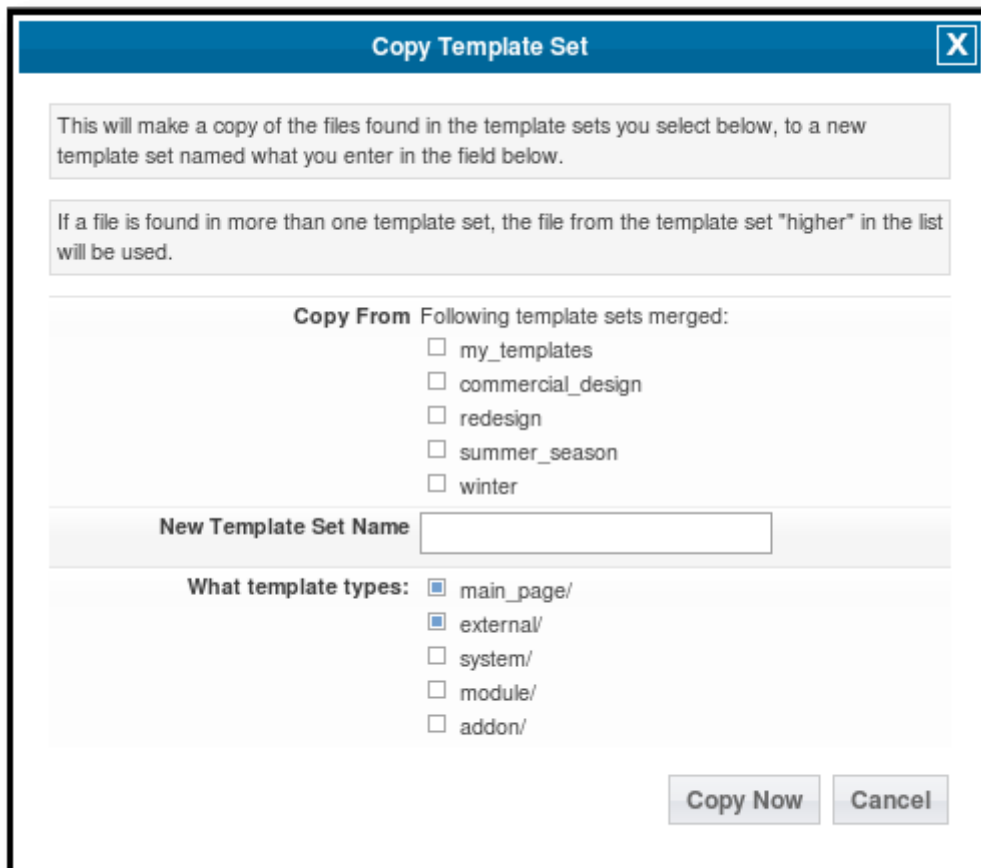 Copy Template Set
X
This will make a copy of the files found in the template sets you select below, to a new
template set named what you enter in the field below.
If a file is found in more than one template set, the file from the template set "higher" in the list
will be used.
Copy From Following template sets merged:
my_templates
commercial_design
redesign
summer_season
winter
New Template Set Name
What template types: main_page/
external/
system/
module/
addon/
Copy Now Cancel